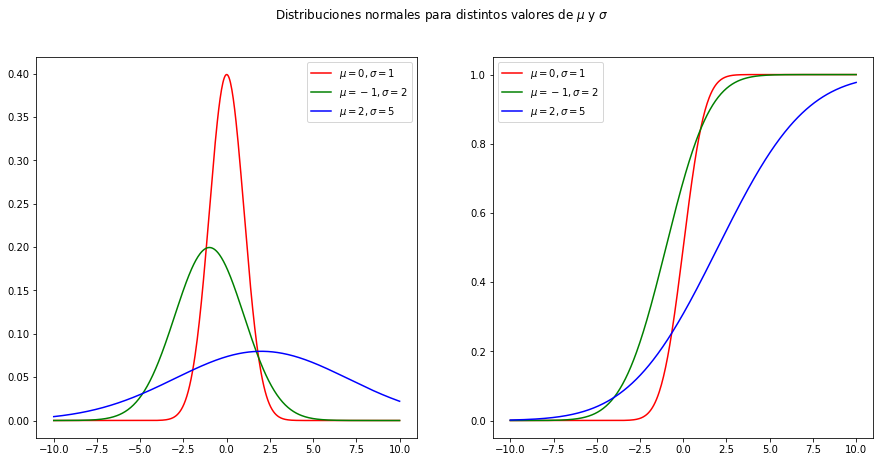 Distribuciones normales para distintos valores de μ y σ
0.40
0.35
0.30
0.25
0.20
0.15
0.10
0.05
0.00
−10.0 −7.5 −5.0 −2.5 0.0 2.5 5.0 7.5 10.0
μ = 0, σ = 1
μ = −1, σ = 2
μ = 2, σ = 5
1.0
0.8
0.6
0.4
0.2
0.0
−10.0 −7.5 −5.0 −2.5 0.0 2.5 5.0 7.5 10.0
μ = 0, σ = 1
μ = −1, σ = 2
μ = 2, σ = 5